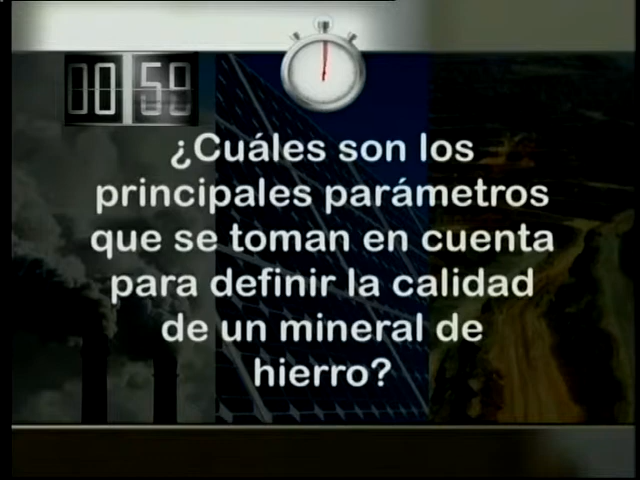 00 59
¿Cuáles son los
principales parámetros
que se toman en cuenta
para definir la calidad
de un mineral de
hierro?